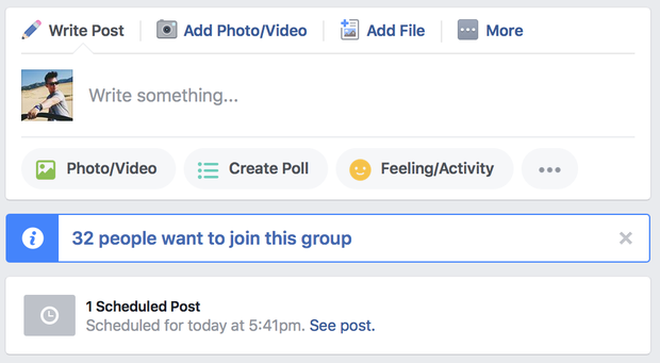 Write Post Add Photo/Video Add File More
Write something...
Photo/Video Create Poll Feeling/Activity
32 people want to join this group
1 Scheduled Post
Scheduled for today at 5:41pm. See post.